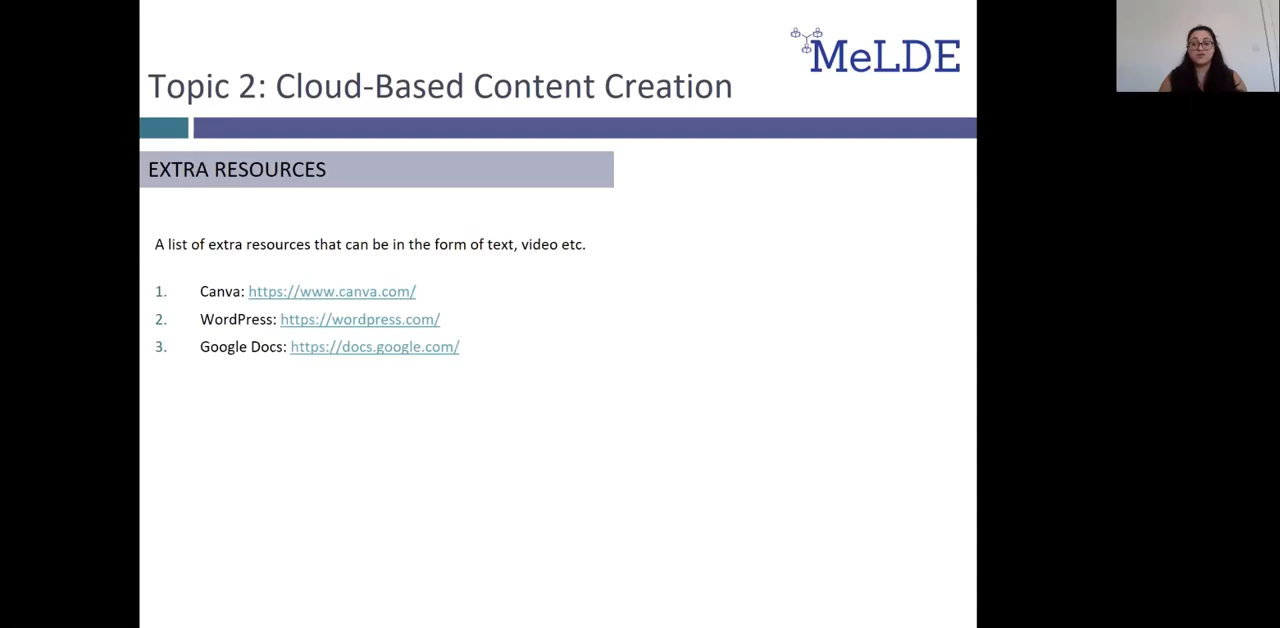 MeLDE
Topic 2: Cloud-Based Content Creation
EXTRA RESOURCES
A list of extra resources that can be in the form of text, video etc.
1. Canva: https://www.canva.com/
2. WordPress: https://wordpress.com/
3. Google Docs: https://docs.google.com/